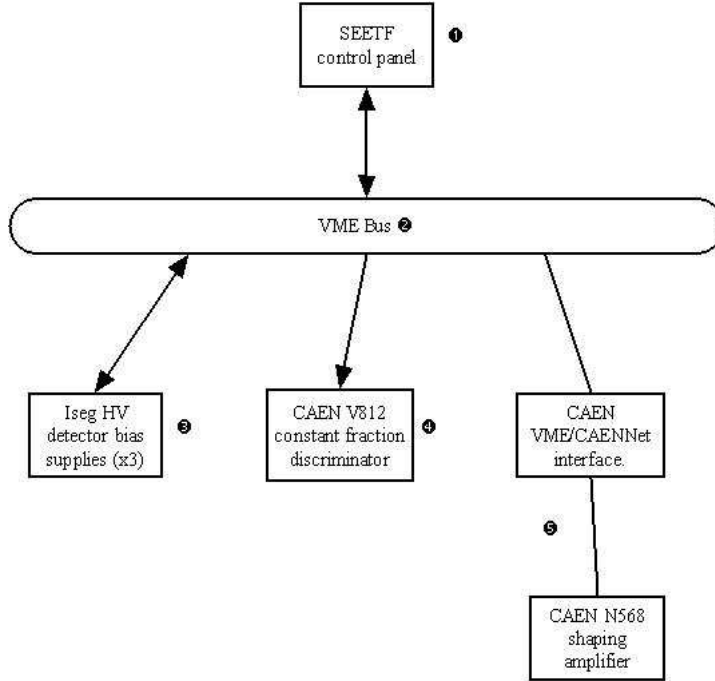 SEETF
control panel
❶
VME Bus ❷
Iseg HV
detector bias
supplies (x3)
❸
CAEN V812
constant fraction
discriminator
❹
CAEN
VME/CAENNet
interface.
❺
CAEN N568
shaping
amplifier